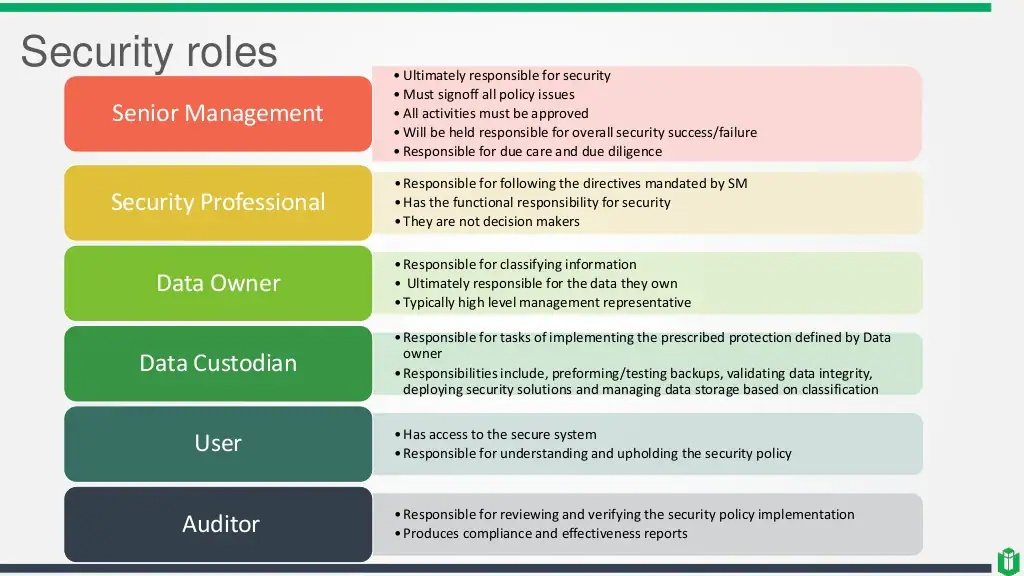 Security roles
Senior Management
• Ultimately responsible for security
• Must signoff all policy issues
• All activities must be approved
• Will be held responsible for overall security success/failure
• Responsible for due care and due diligence
Security Professional
• Responsible for following the directives mandated by SM
• Has the functional responsibility for security
• They are not decision makers
Data Owner
• Responsible for classifying information
• Ultimately responsible for the data they own
• Typically high level management representative
Data Custodian
• Responsible for tasks of implementing the prescribed protection defined by Data
owner
• Responsibilities include, preforming/testing backups, validating data integrity,
deploying security solutions and managing data storage based on classification
User
• Has access to the secure system
• Responsible for understanding and upholding the security policy
Auditor
• Responsible for reviewing and verifying the security policy implementation
• Produces compliance and effectiveness reports